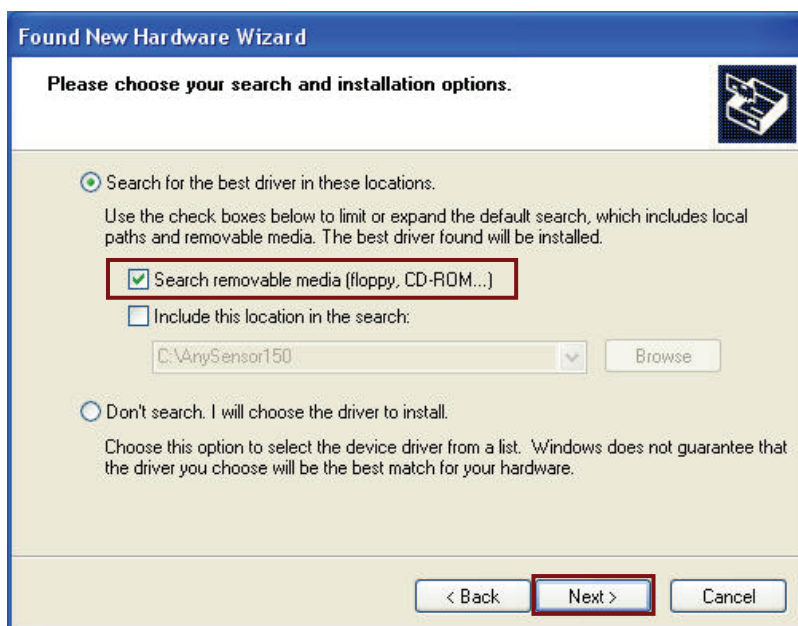 Found New Hardware Wizard
Please choose your search and installation options.
Search for the best driver in these locations.
Use the check boxes below to limit or expand the default search, which includes local
paths and removable media. The best driver found will be installed.
Search removable media (floppy, CD-ROM...)
Include this location in the search:
C:\AnySensor150
Browse
Don't search. I will choose the driver to install.
Choose this option to select the device driver from a list. Windows does not guarantee that
the driver you choose will be the best match for your hardware.
< Back
Next >
Cancel